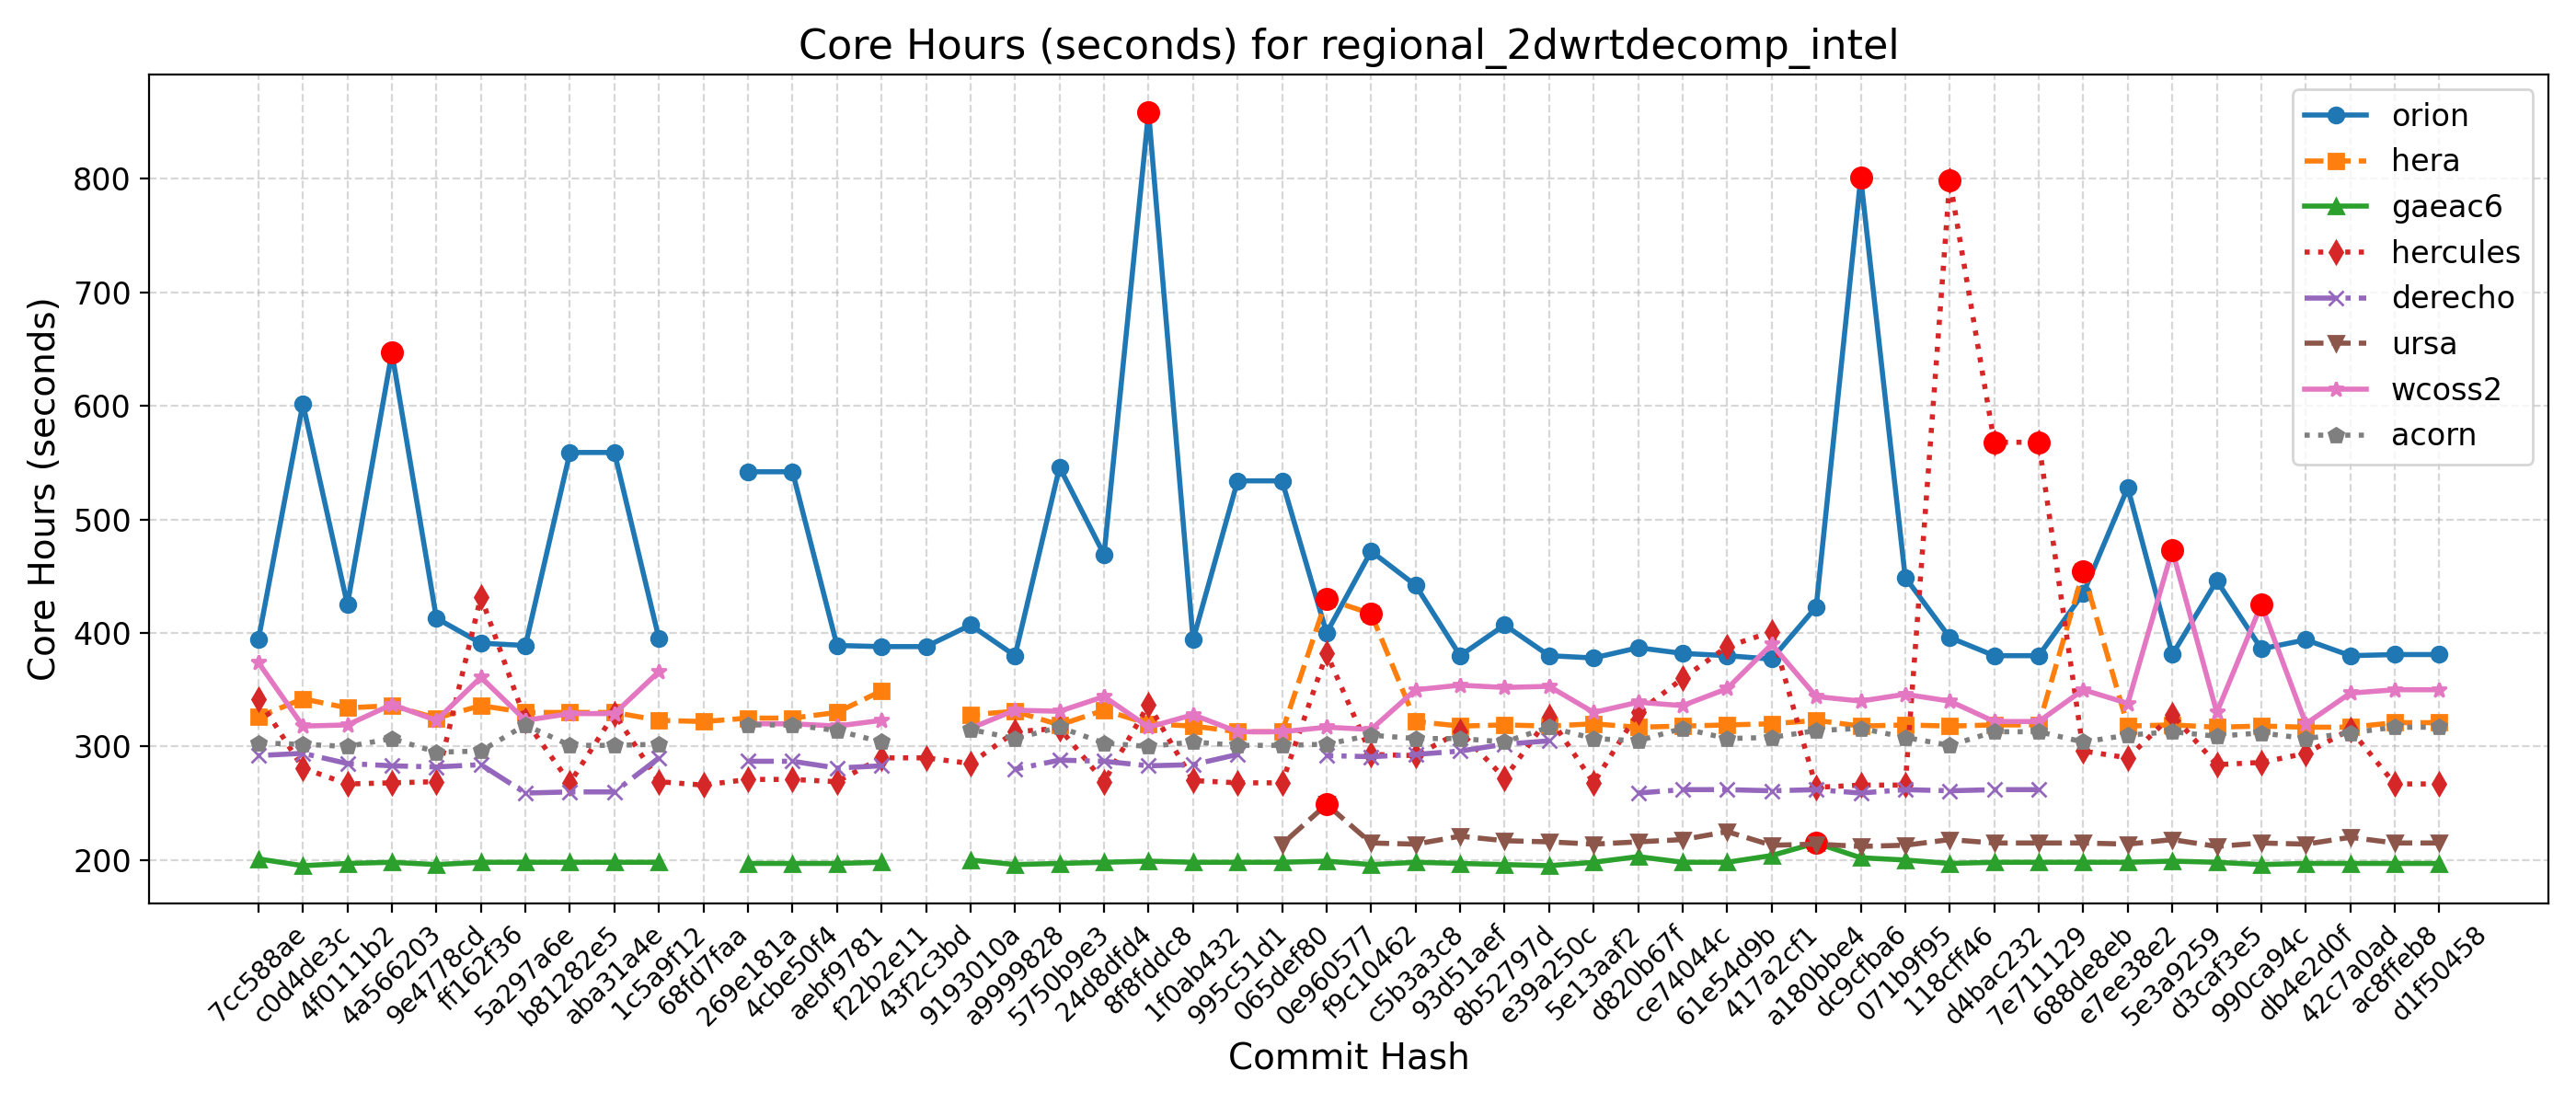 Core Hours (seconds) for regional_2dwrtdecomp_intel
Core Hours (seconds)
800
700
600
500
400
300
200
orion
hera
gaeac6
hercules
derecho
ursa
wcoss2
acorn
7cc588ae
c0d4de3c
4f0111b2
4a566203
9e4778cd
ff162f36
5a297a6e
b81282e5
aba31a4e
1c5a9f12
68fd7faa
269e181a
4cbe50f4
aebf9781
f22b2e11
43f2c3bd
9193010a
a9999828
5750b9e3
24d8dfd4
8f8fddc8
1f0ab432
995c51d1
065def80
0e960577
f9c10462
c5b3a3c8
93d51aef
8b52797d
e39a250c
5e13aaf2
d820b67f
ce74044c
61e54d9b
417a2cf1
a180bbe4
dc9cfba6
071b9f95
118cff46
d4bac232
7e711129
688de8eb
e7ee38e2
5e3a9259
d3caf3e5
990ca94c
db4e2d0f
42c7a0ad
ac8ffeb8
d1f50458
Commit Hash